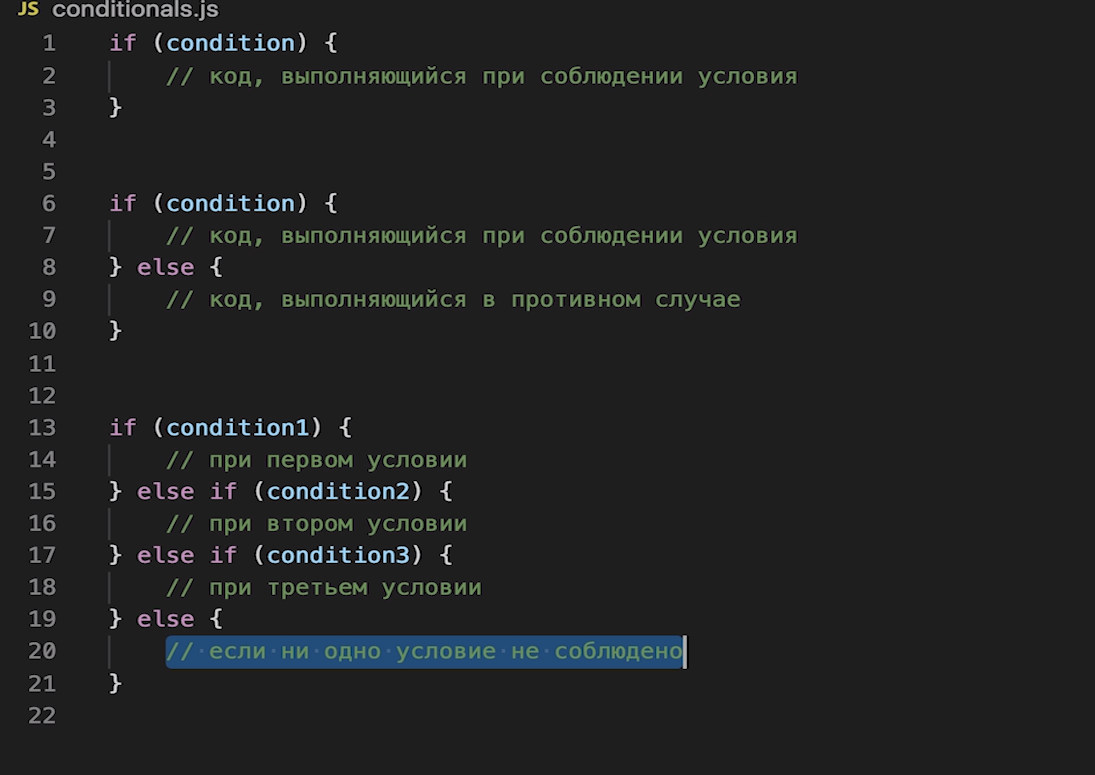 JS conditionals.js
1 if (condition) {
2 // код, выполняющийся при соблюдении условия
3 }
4
5
6 if (condition) {
7 // код, выполняющийся при соблюдении условия
8 } else {
9 // код, выполняющийся в противном случае
10 }
11
12
13 if (condition1) {
14 // при первом условии
15 } else if (condition2) {
16 // при втором условии
17 } else if (condition3) {
18 // при третьем условии
19 } else {
20 // если ни одно условие не соблюдено
21 }
22